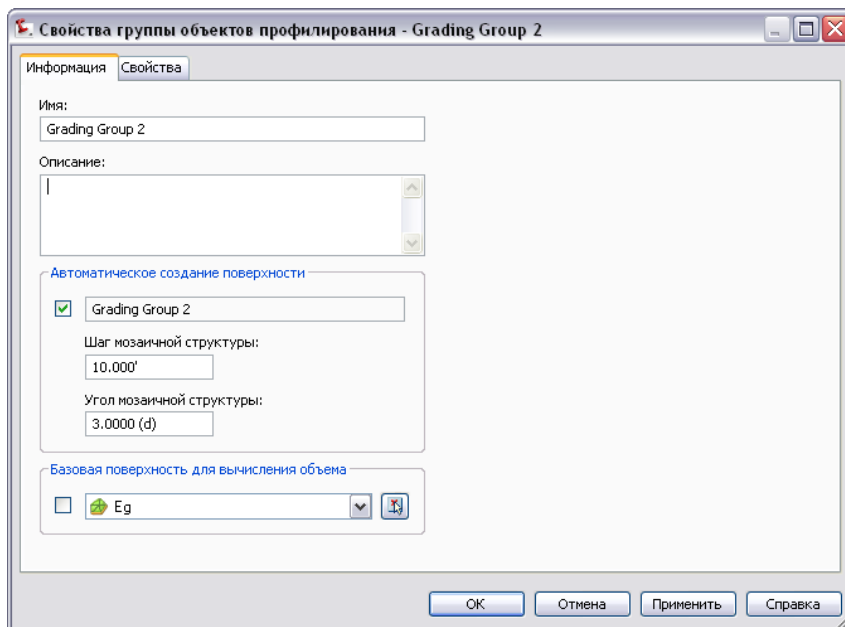 Свойства группы объектов профилирования - Grading Group 2
Информация Свойства
Имя:
Grading Group 2
Описание:
Автоматическое создание поверхности
Grading Group 2
Шаг мозаичной структуры:
10.000'
Угол мозаичной структуры:
3.0000 (d)
Базовая поверхность для вычисления объема
Eg
ОК Отмена Применить Справка